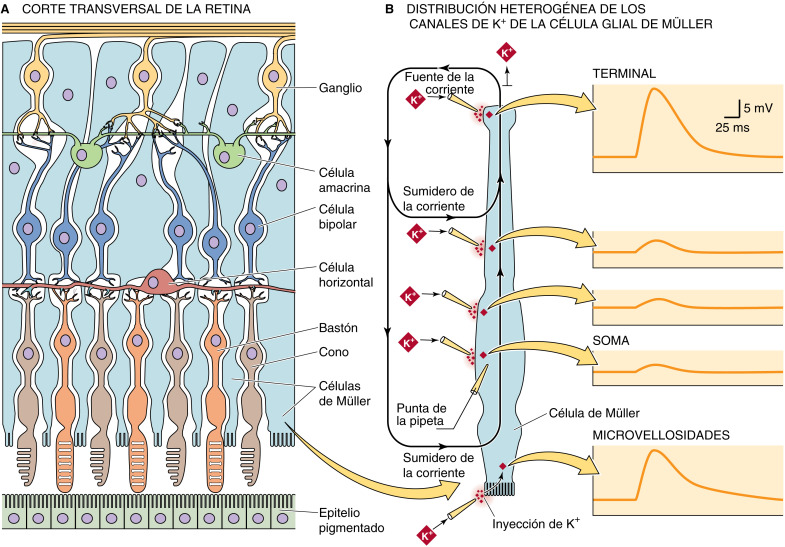 A CORTE TRANSVERSAL DE LA RETINA
Ganglio
Célula
amacrina
Célula
bipolar
Célula
horizontal
Bastón
Cono
Células
de Müller
Epitelio
pigmentado
B DISTRIBUCIÓN HETEROGÉNEA DE LOS
CANALES DE K+ DE LA CÉLULA GLIAL DE MÜLLER
K+
Fuente de la
corriente
K+
Sumidero de
la corriente
K+
K+
K+
Punta de
la pipeta
Célula de Müller
Sumidero de
la corriente
Inyección de K+
K+
TERMINAL
5 mV
25 ms
SOMA
MICROVELLOSIDADES